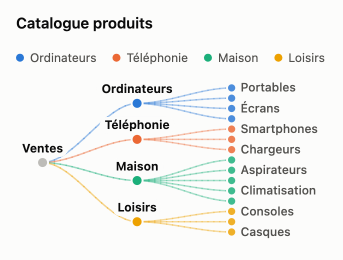 Catalogue produits
Ordinateurs
Téléphonie
Maison
Loisirs
Ventes
Ordinateurs
Téléphonie
Maison
Loisirs
Portables
Écrans
Smartphones
Chargeurs
Aspirateurs
Climatisation
Consoles
Casques